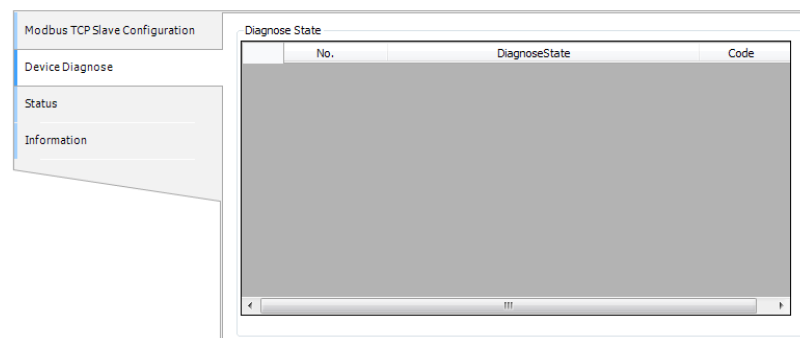 Modbus TCP Slave Configuration
Device Diagnose
Status
Information
Diagnose State
No. DiagnoseState Code